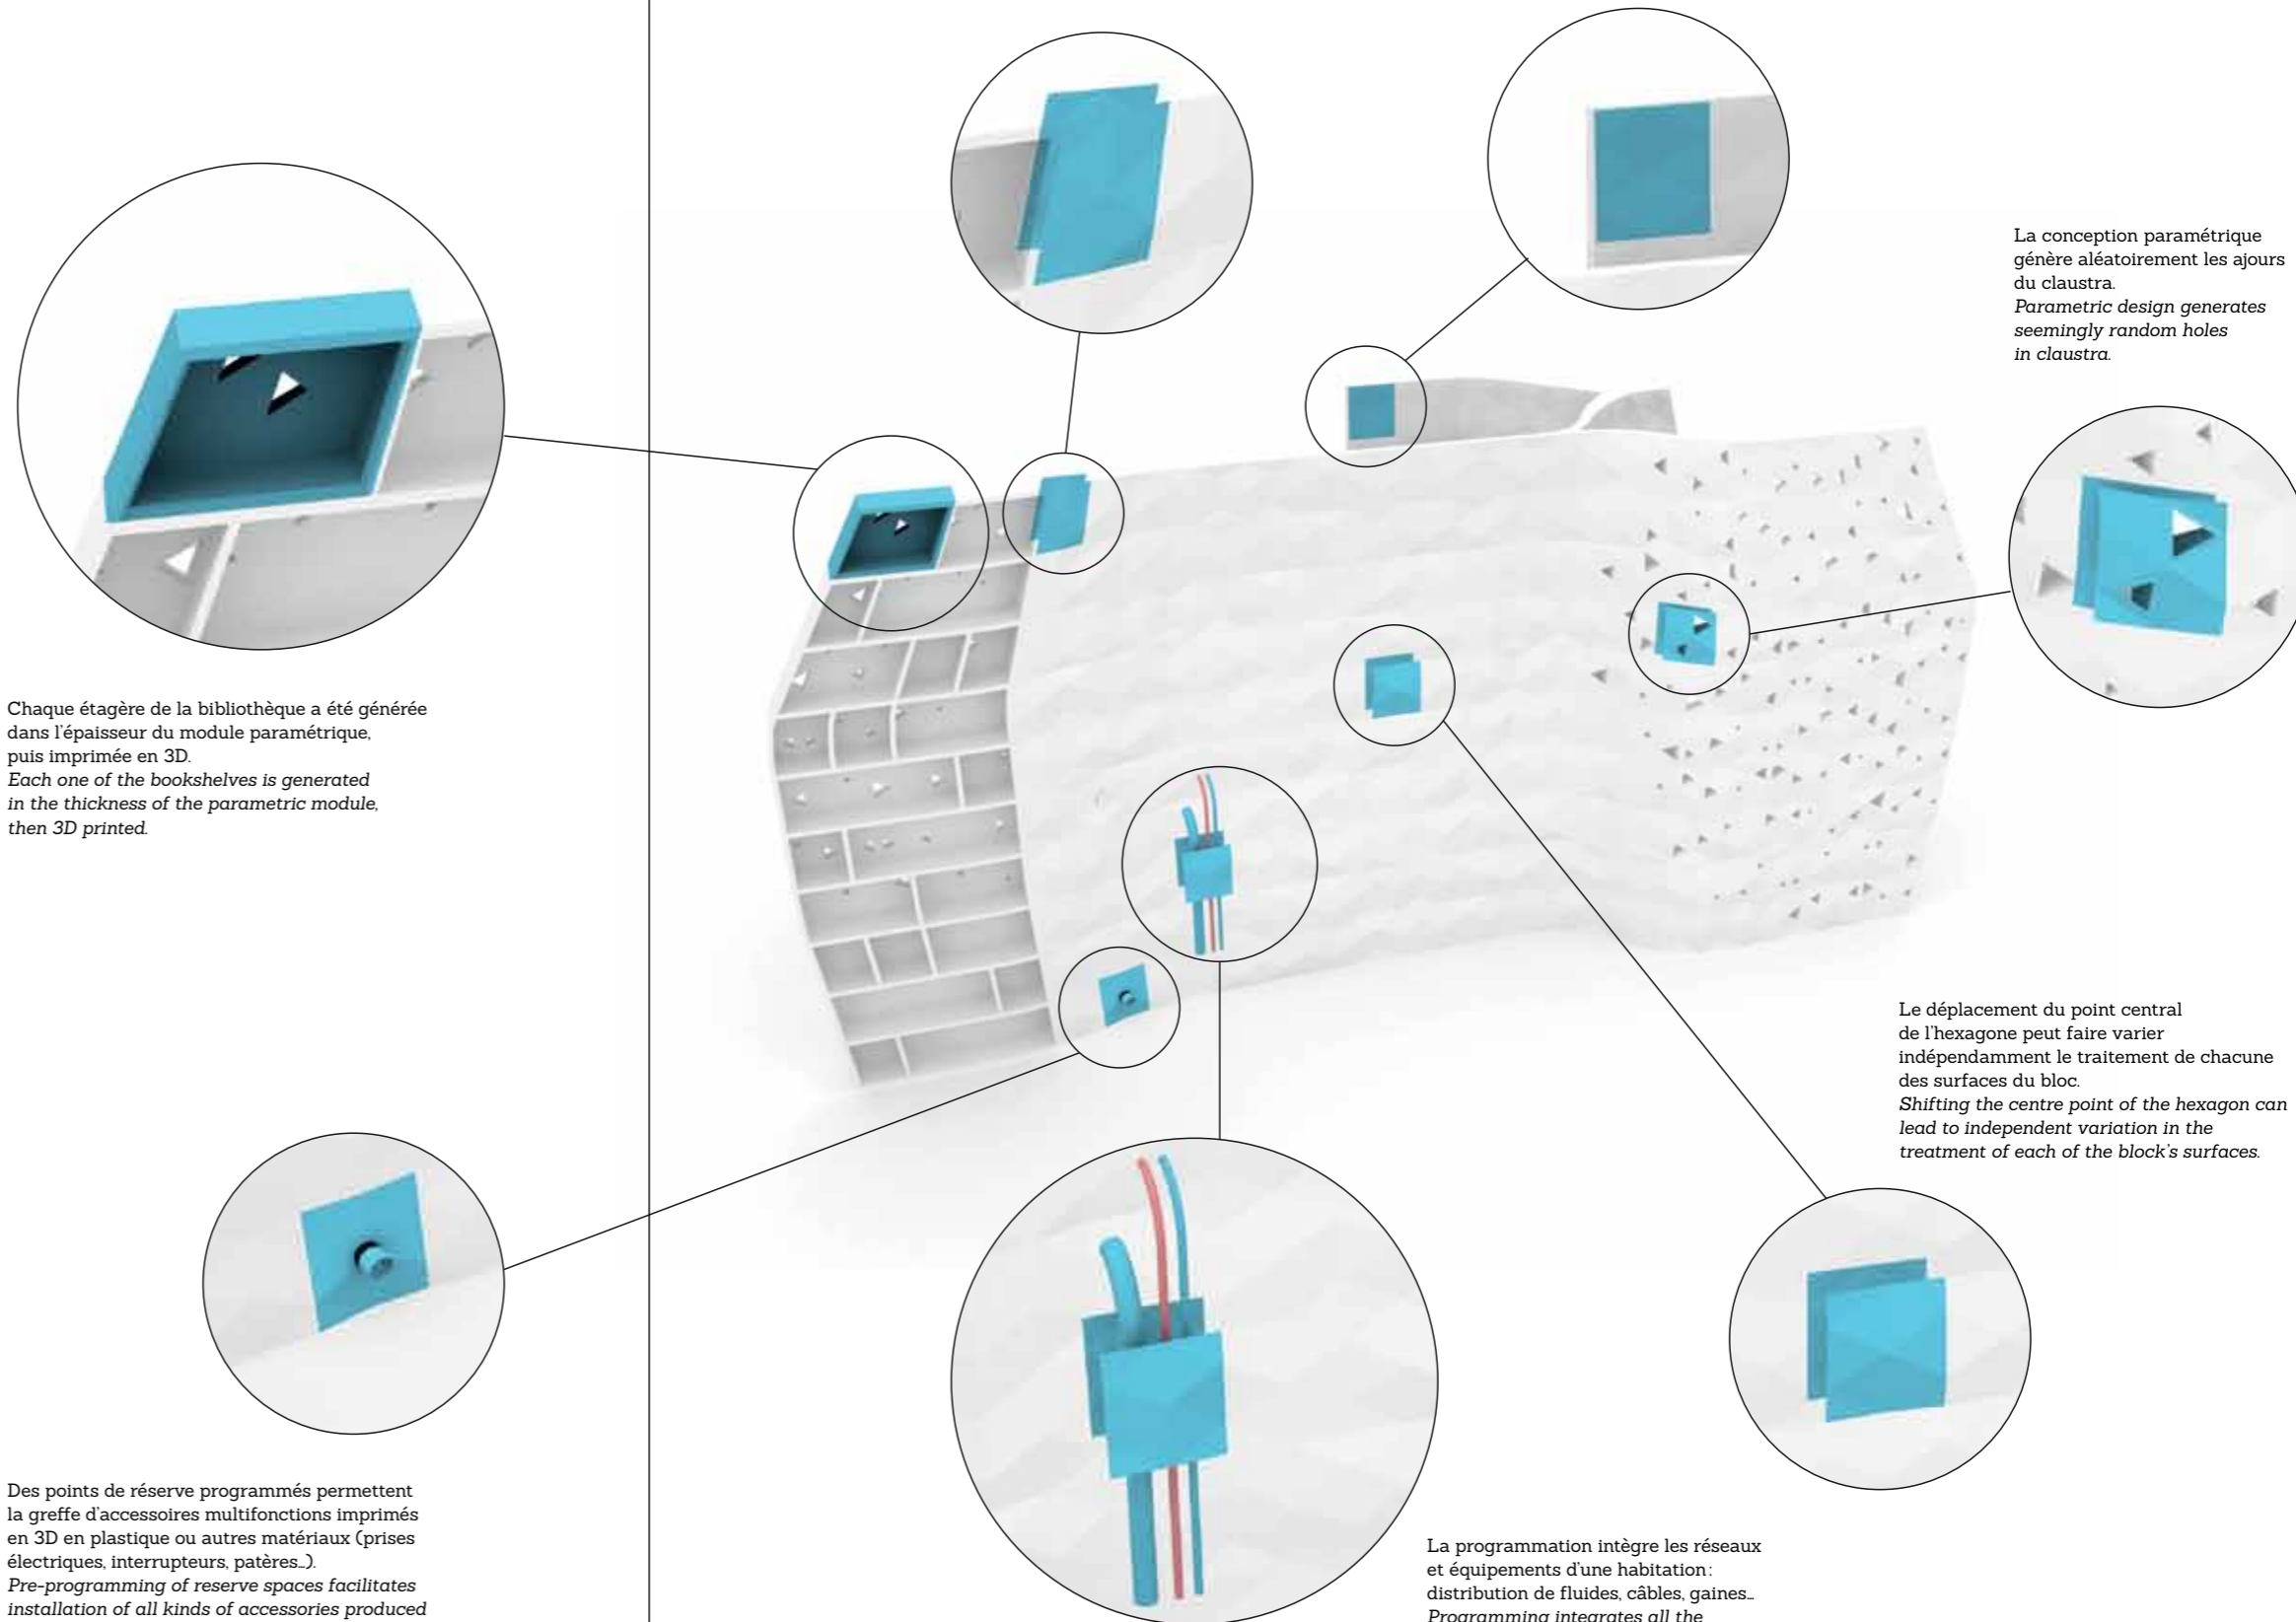 La conception paramétrique
génère aléatoirement les ajours
du claustra.
Parametric design generates
seemingly random holes
in claustra.
Chaque étagère de la bibliothèque a été générée
dans l'épaisseur du module paramétrique,
puis imprimée en 3D.
Each one of the bookshelves is generated
in the thickness of the parametric module,
then 3D printed.
Le déplacement du point central
de l'hexagone peut faire varier
indépendamment le traitement de chacune
des surfaces du bloc.
Shifting the centre point of the hexagon can
lead to independent variation in the
treatment of each of the block's surfaces.
Des points de réserve programmés permettent
la greffe d'accessoires multifonctions imprimés
en 3D en plastique ou autres matériaux (prises
électriques, interrupteurs, patères…).
Pre-programming of reserve spaces facilitates
installation of all kinds of accessories produced
La programmation intègre les réseaux
et équipements d'une habitation :
distribution de fluides, câbles, gaines…
Programming integrates all the